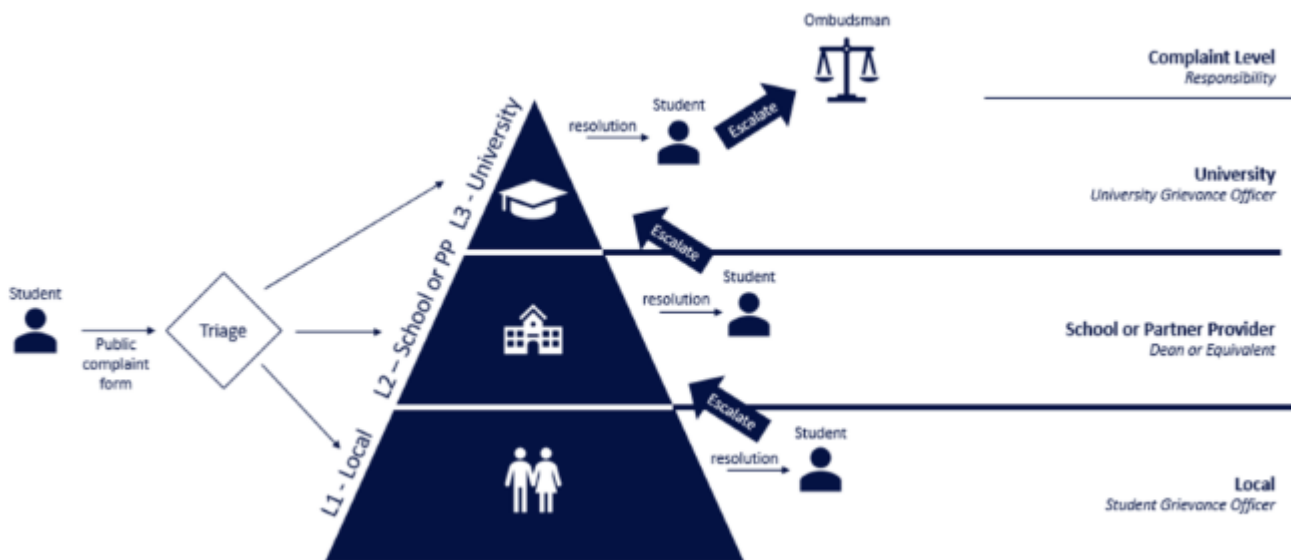 Ombudsman
Complaint Level
Responsibility
Student
Escalate
resolution
L3 - University
University
University Grievance Officer
Escalate
Student
Student
resolution
Triage
Public
complaint
form
L2 – School or PP
School or Partner Provider
Dean or Equivalent
Escalate
Student
resolution
L1 - Local
Local
Student Grievance Officer